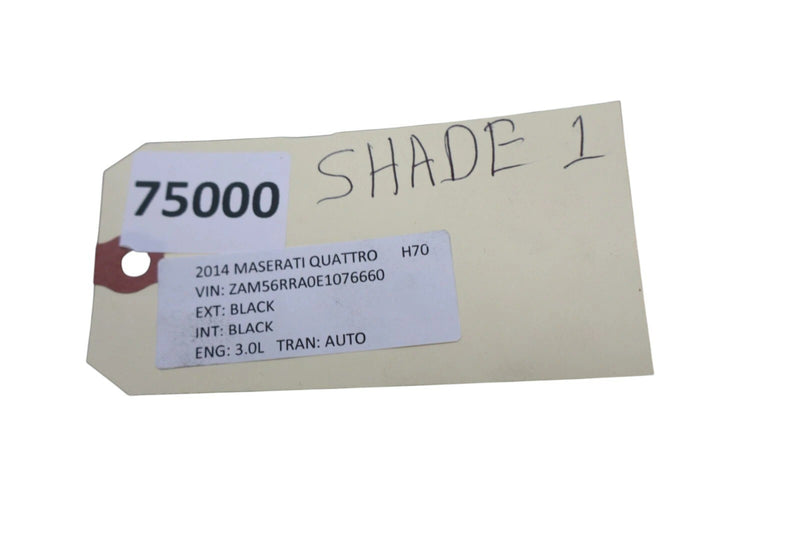 SHADE 1
75000
2014 MASERATI QUATTRO H70
VIN: ZAM56RRA0E1076660
EXT: BLACK
INT: BLACK
ENG: 3.0L TRAN: AUTO